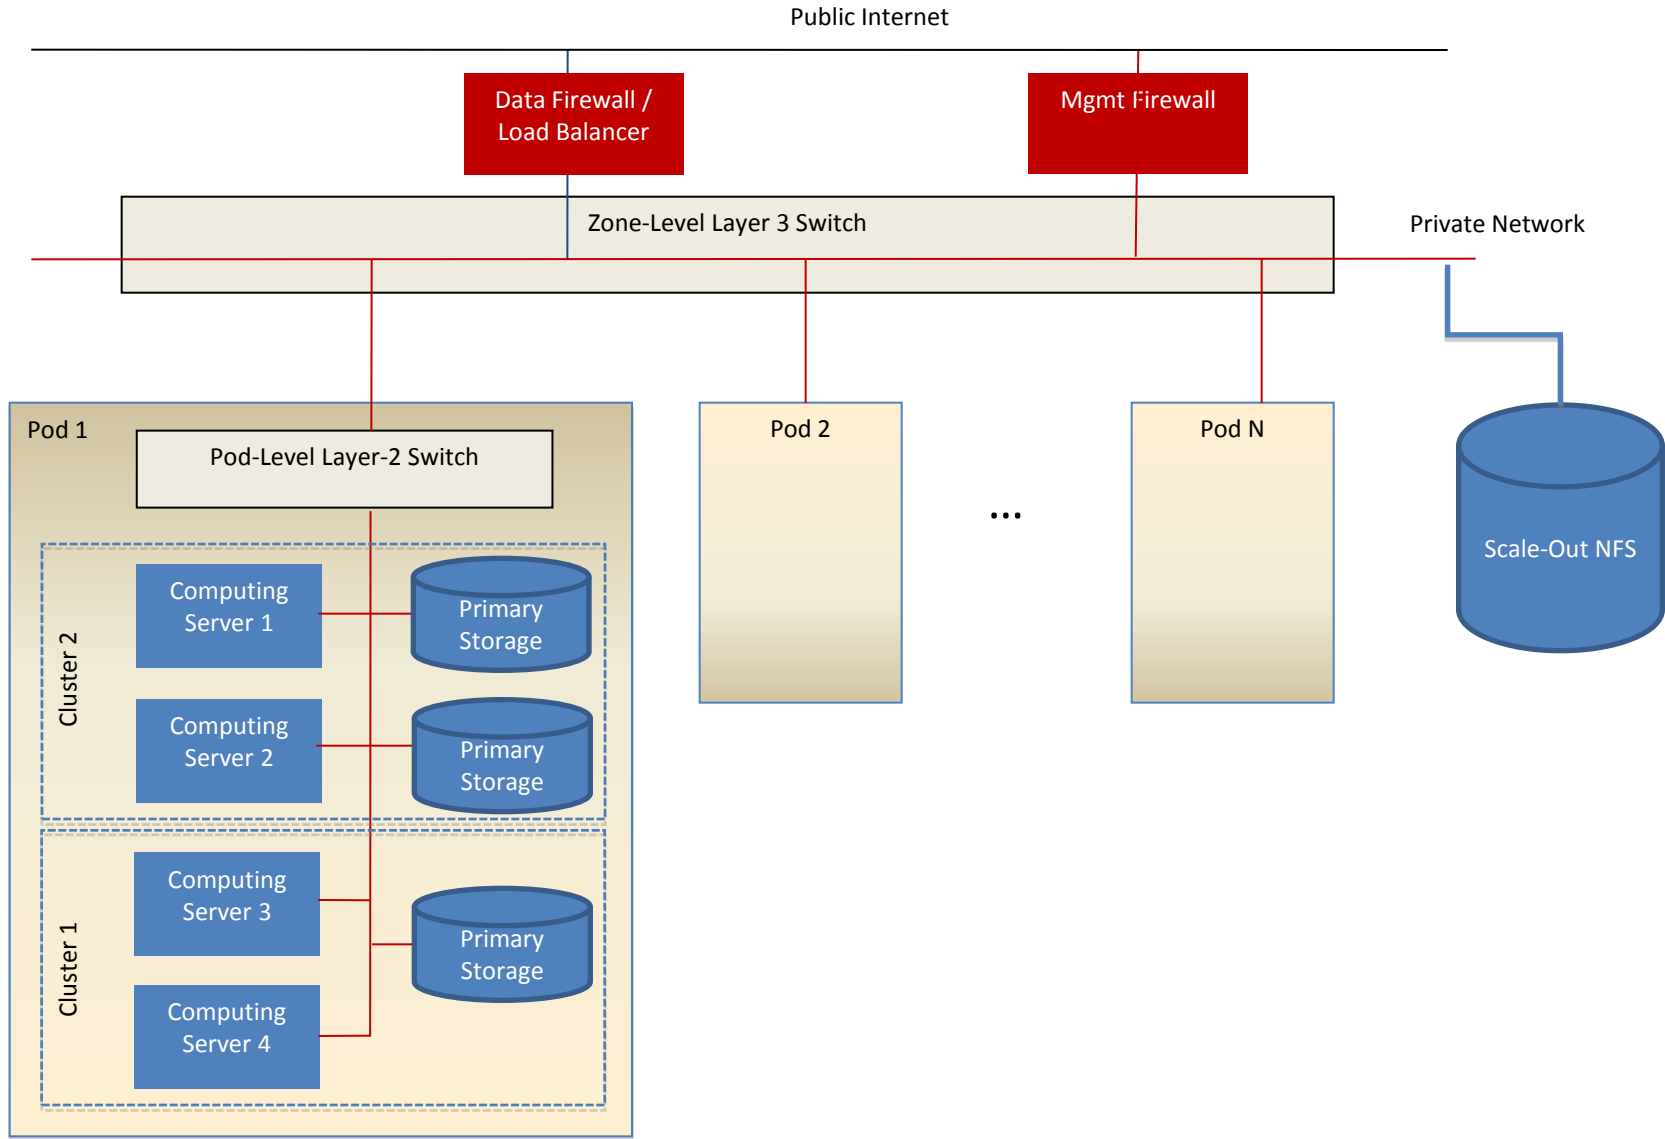 Public Internet
Data Firewall /
Load Balancer
Mgmt Firewall
Zone-Level Layer 3 Switch
Private Network
Pod 1
Pod-Level Layer-2 Switch
Pod 2
...
Pod N
Scale-Out NFS
Cluster 2
Computing
Server 1
Primary
Storage
Computing
Server 2
Primary
Storage
Cluster 1
Computing
Server 3
Primary
Storage
Computing
Server 4